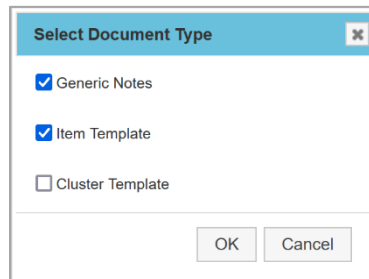 Select Document Type
Generic Notes
Item Template
Cluster Template
OK Cancel